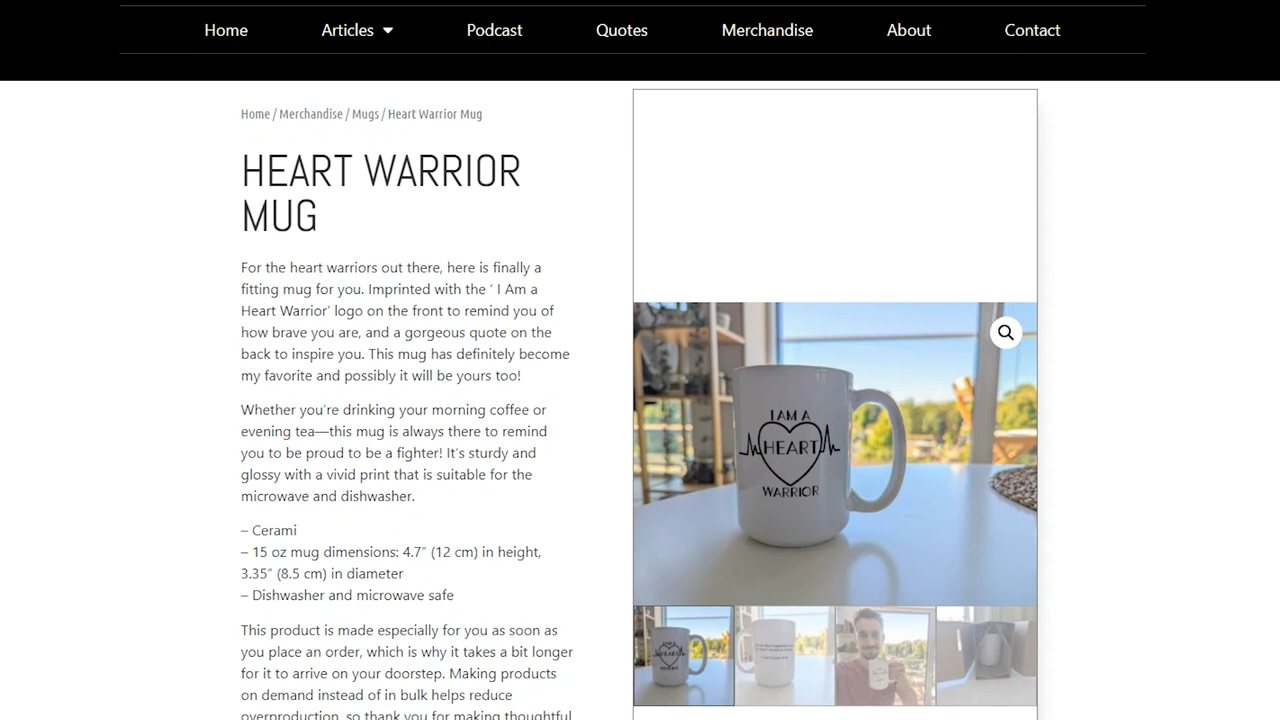 Home Articles Podcast Quotes Merchandise About Contact
Home / Merchandise / Mugs / Heart Warrior Mug
HEART WARRIOR
MUG
For the heart warriors out there, here is finally a
fitting mug for you. Imprinted with the ‘ I Am a
Heart Warrior’ logo on the front to remind you of
how brave you are, and a gorgeous quote on the
back to inspire you. This mug has definitely become
my favorite and possibly it will be yours too!
Whether you’re drinking your morning coffee or
evening tea—this mug is always there to remind
you to be proud to be a fighter! It’s sturdy and
glossy with a vivid print that is suitable for the
microwave and dishwasher.
– Cerami
– 15 oz mug dimensions: 4.7″ (12 cm) in height,
3.35″ (8.5 cm) in diameter
– Dishwasher and microwave safe
This product is made especially for you as soon as
you place an order, which is why it takes a bit longer
for it to arrive on your doorstep. Making products
on demand instead of in bulk helps reduce
overproduction, so thank you for making thoughtful
I AM A
HEART
WARRIOR